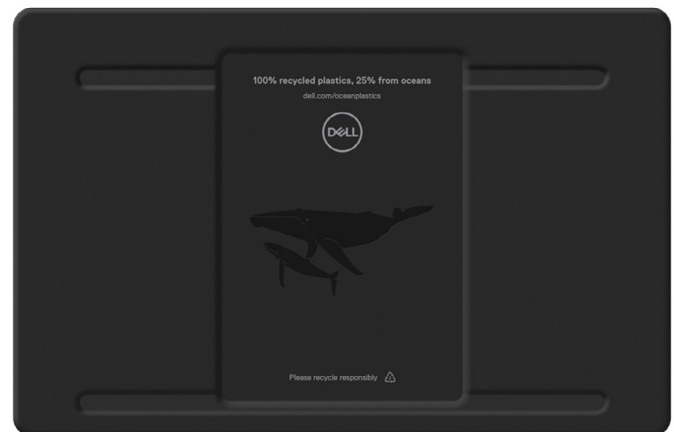 100% recycled plastics, 25% from oceans
dell.com/oceanplastics
DELL
Please recycle responsibly